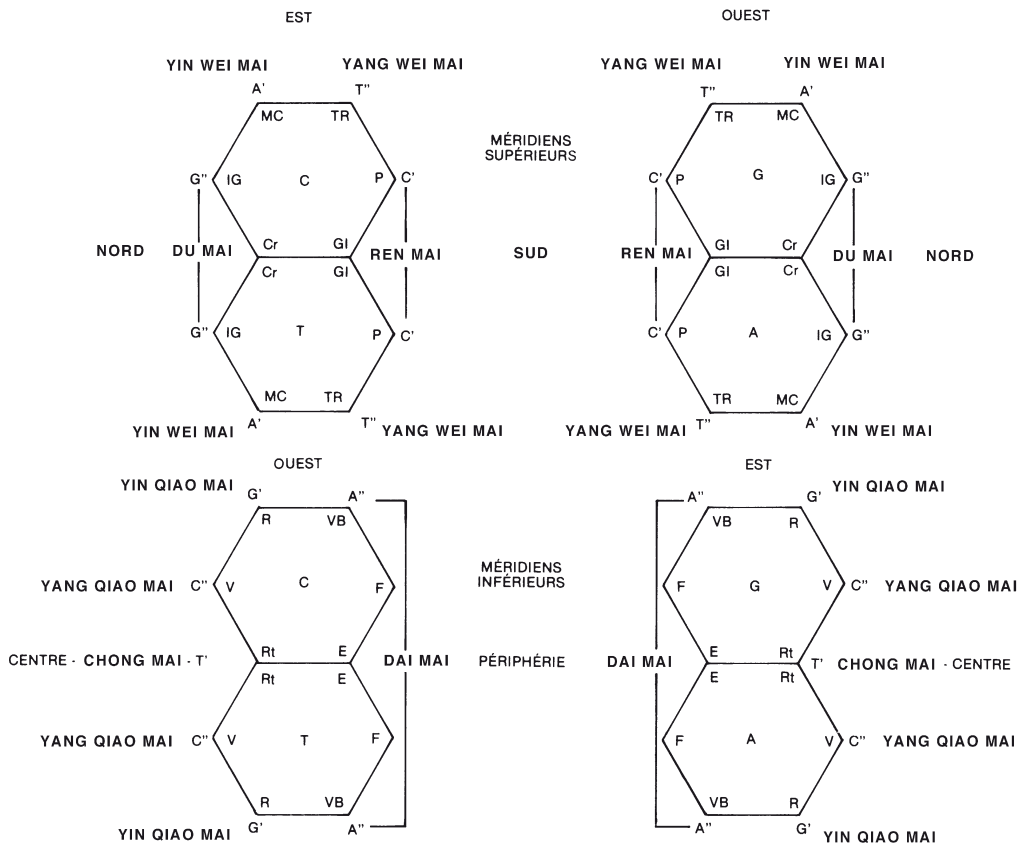 EST
OUEST
YIN WEI MAI YANG WEI MAI
YANG WEI MAI YIN WEI MAI
A' T"
T" A'
MC TR
TR MC
MÉRIDIENS
SUPÉRIEURS
G" IG C P C'
C' P G IG G"
Cr GI
GI Cr
NORD DU MAI REN MAI SUD REN MAI DU MAI NORD
Cr GI
GI Cr
G" IG T P C'
C' P A IG G"
MC TR
TR MC
YIN WEI MAI A' T" YANG WEI MAI
YANG WEI MAI T" A' YIN WEI MAI
OUEST
EST
YIN QIAO MAI G' A"
A" G' YIN QIAO MAI
R VB
VB R
MÉRIDIENS
INFÉRIEURS
YANG QIAO MAI C" V C F
F G V C" YANG QIAO MAI
Rt E
E Rt
CENTRE - CHONG MAI - T' DAI MAI PÉRIPHÉRIE DAI MAI T' CHONG MAI - CENTRE
Rt E
E Rt
YANG QIAO MAI C" V T F
F A V C" YANG QIAO MAI
R VB
VB R
YIN QIAO MAI G' A"
A" G' YIN QIAO MAI